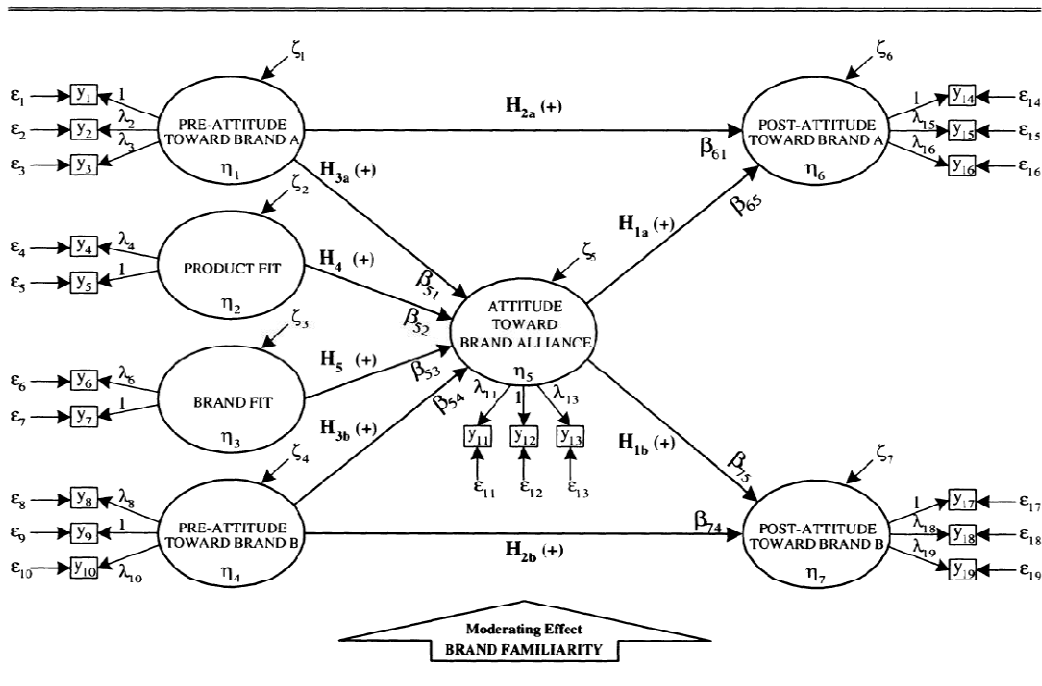 ζ1
ζ6
ε1 y1 1
ε2 y2 λ2
ε3 y3 λ3
PRE-ATTITUDE
TOWARD BRAND A
η1
H2a (+)
β61
POST-ATTITUDE
TOWARD BRAND A
η6
1 y14 ε14
λ15 y15 ε15
λ16 y16 ε16
H3a (+)
β51
H1a (+)
β65
ζ2
ε4 y4 λ4
ε5 y5 1
PRODUCT FIT
η2
H4 (+)
β52
ζ5
ATTITUDE
TOWARD
BRAND ALLIANCE
η5
ζ3
ε6 y6 λ6
ε7 y7 1
BRAND FIT
η3
H5 (+)
β53
H3b (+)
β54
λ11 1 λ13
y11 y12 y13
ε11 ε12 ε13
H1b (+)
β75
ζ4
ζ7
ε8 y8 λ8
ε9 y9 1
ε10 y10 λ10
PRE-ATTITUDE
TOWARD BRAND B
η4
H2b (+)
β74
POST-ATTITUDE
TOWARD BRAND B
η7
1 y17 ε17
λ18 y18 ε18
λ19 y19 ε19
Moderating Effect
BRAND FAMILIARITY